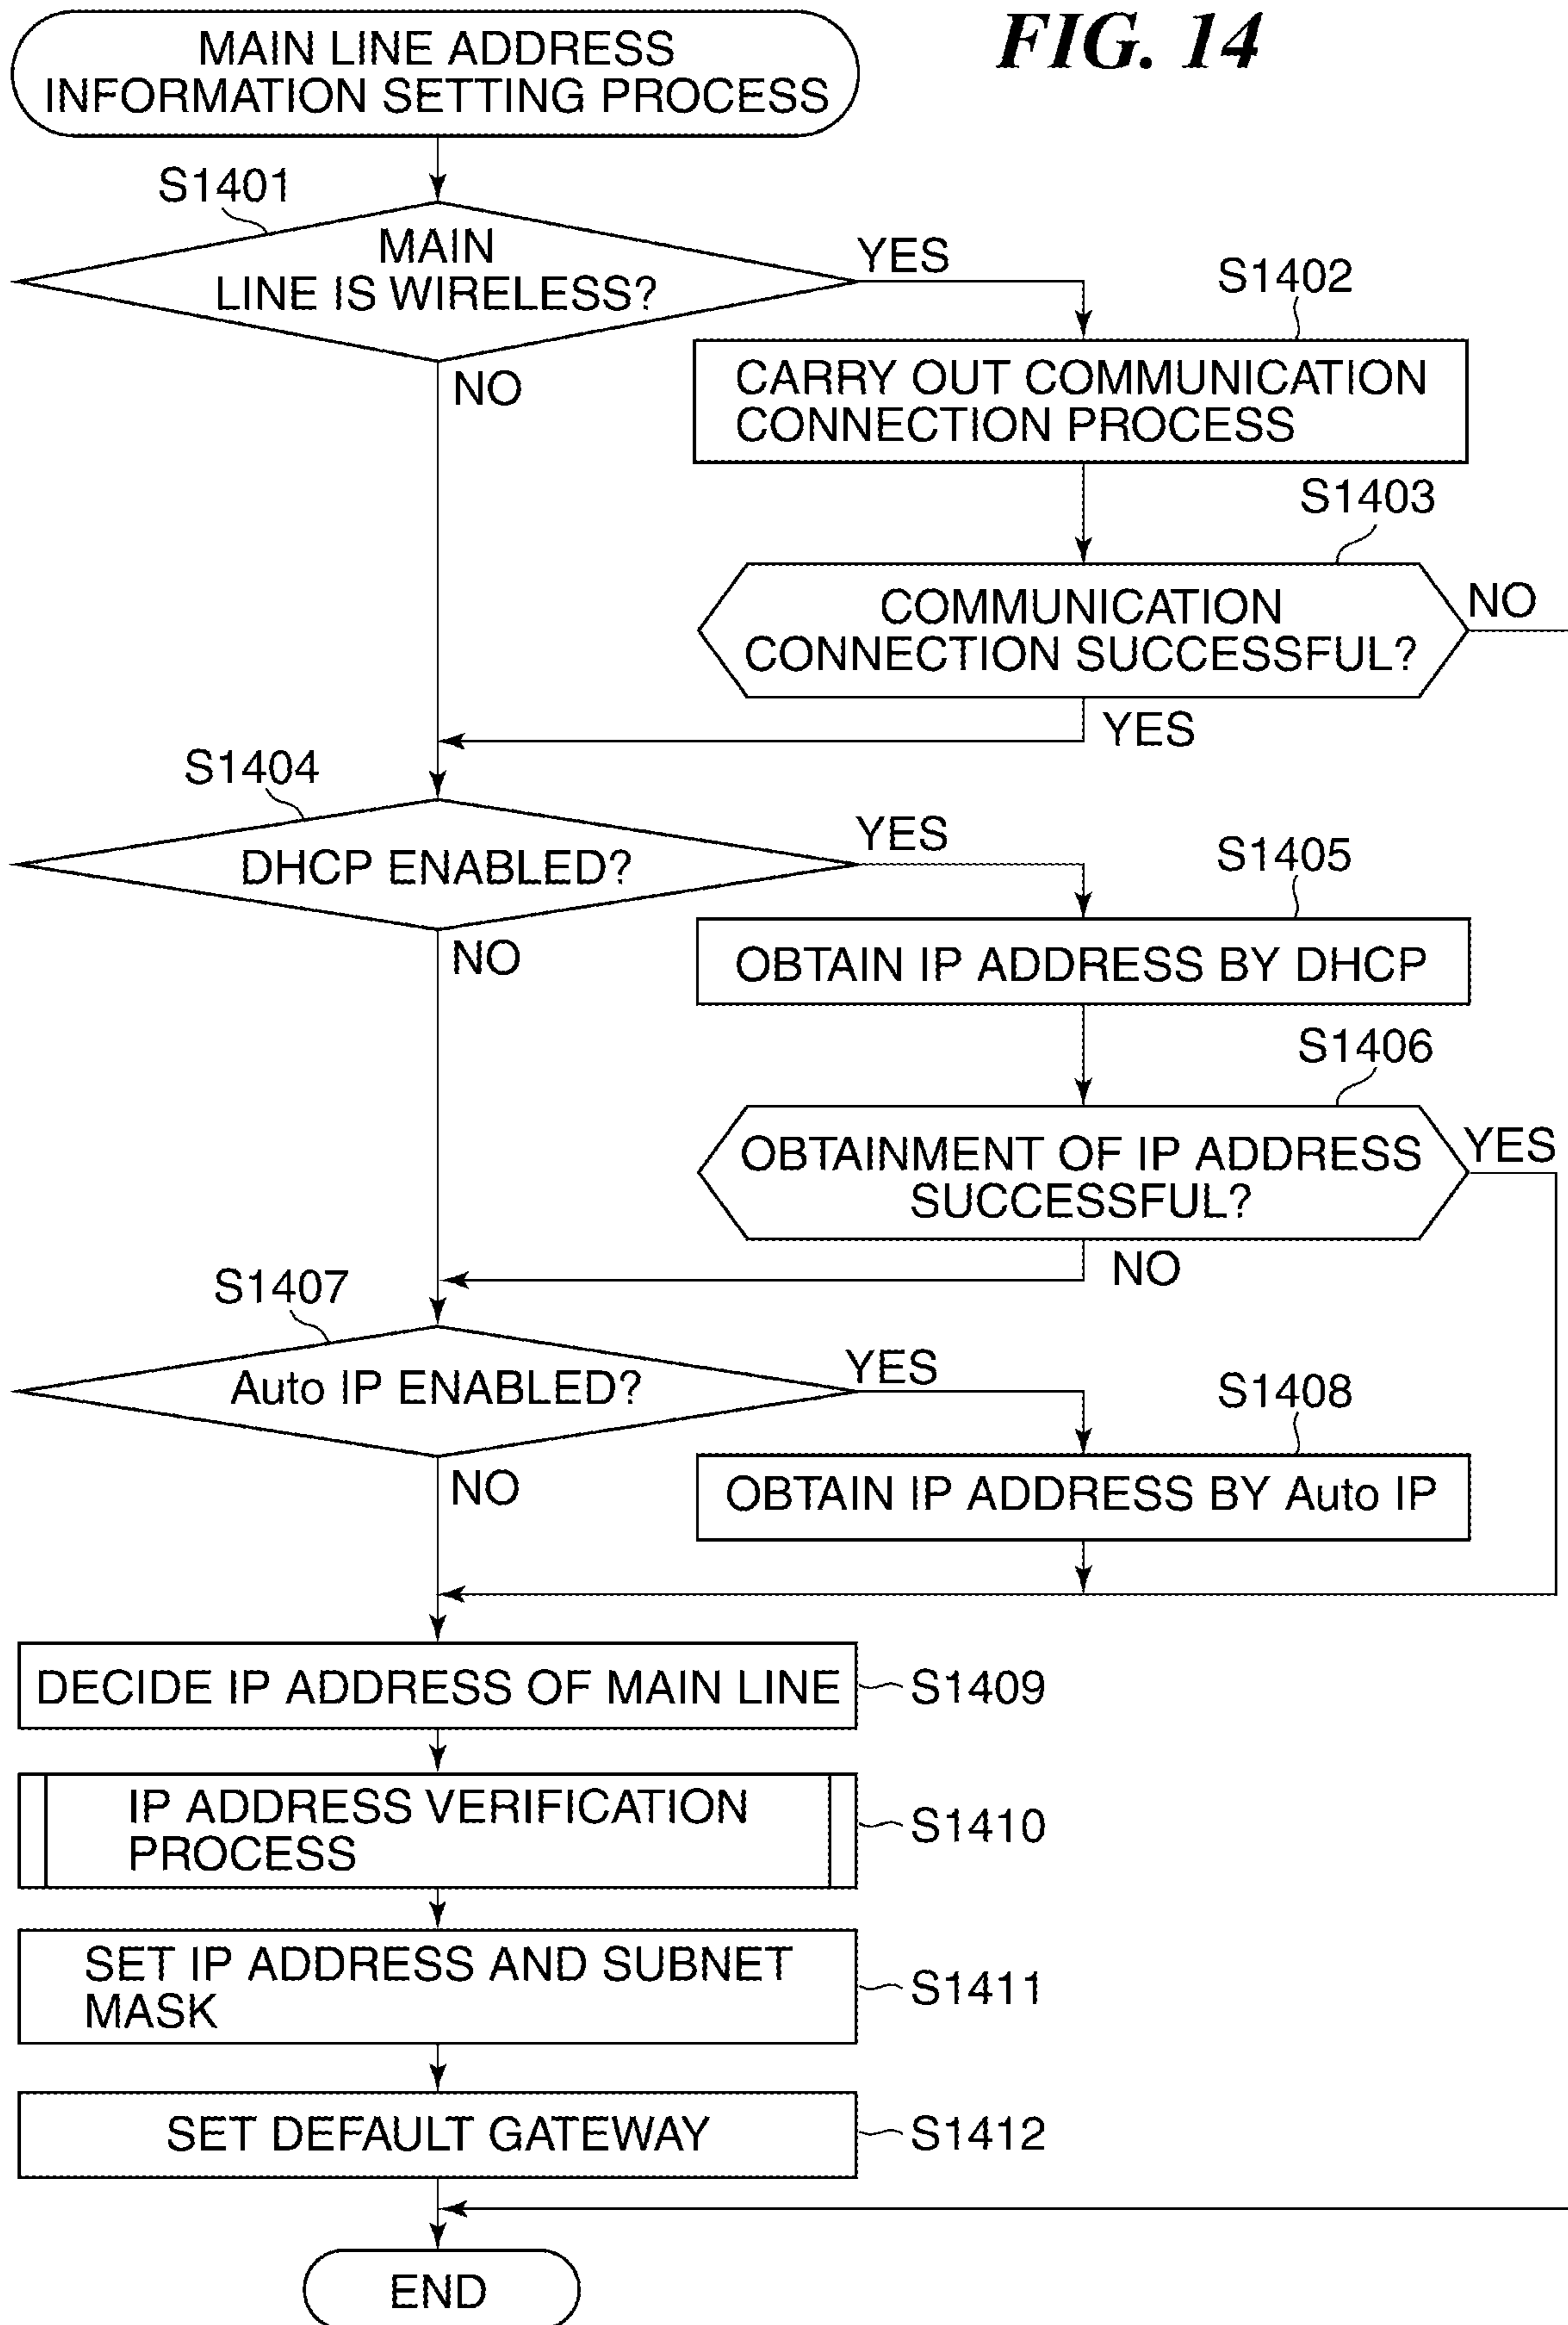 FIG. 14
MAIN LINE ADDRESS
INFORMATION SETTING PROCESS
S1401
MAIN
LINE IS WIRELESS?
YES
NO
S1402
CARRY OUT COMMUNICATION
CONNECTION PROCESS
S1403
COMMUNICATION
CONNECTION SUCCESSFUL?
NO
YES
S1404
DHCP ENABLED?
YES
NO
S1405
OBTAIN IP ADDRESS BY DHCP
S1406
OBTAINMENT OF IP ADDRESS
SUCCESSFUL?
YES
NO
S1407
Auto IP ENABLED?
YES
NO
S1408
OBTAIN IP ADDRESS BY Auto IP
DECIDE IP ADDRESS OF MAIN LINE
S1409
IP ADDRESS VERIFICATION
PROCESS
S1410
SET IP ADDRESS AND SUBNET
MASK
S1411
SET DEFAULT GATEWAY
S1412
END